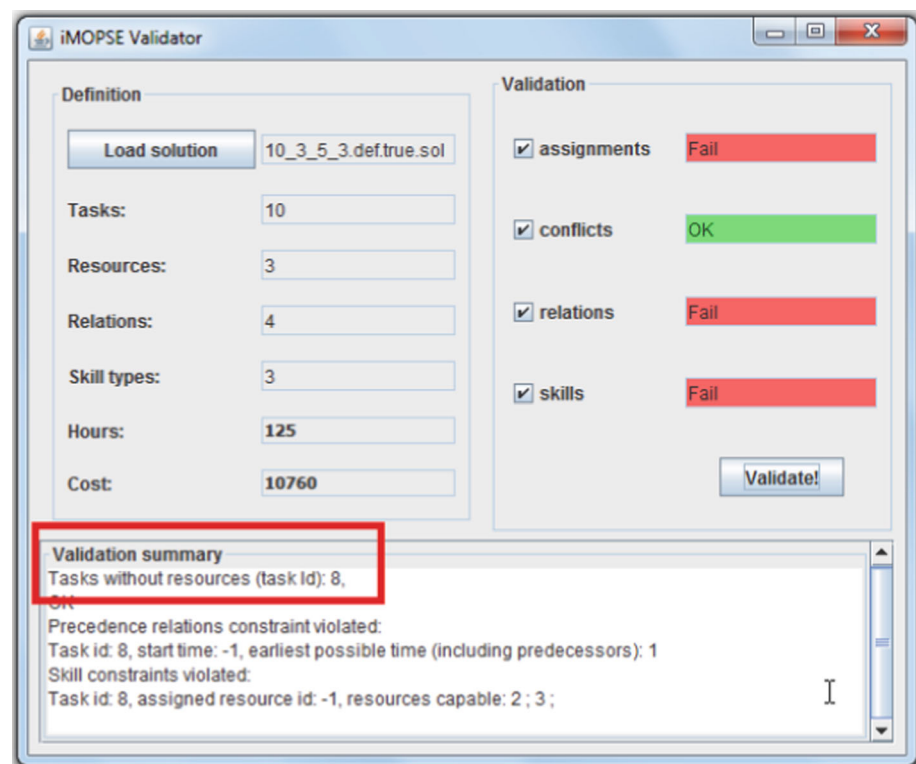 iMOPSE Validator
Definition
Load solution 10_3_5_3.def.true.sol
Tasks: 10
Resources: 3
Relations: 4
Skill types: 3
Hours: 125
Cost: 10760
Validation
assignments Fail
conflicts OK
relations Fail
skills Fail
Validate!
Validation summary
Tasks without resources (task Id): 8,
OK
Precedence relations constraint violated:
Task id: 8, start time: -1, earliest possible time (including predecessors): 1
Skill constraints violated:
Task id: 8, assigned resource id: -1, resources capable: 2 ; 3 ;